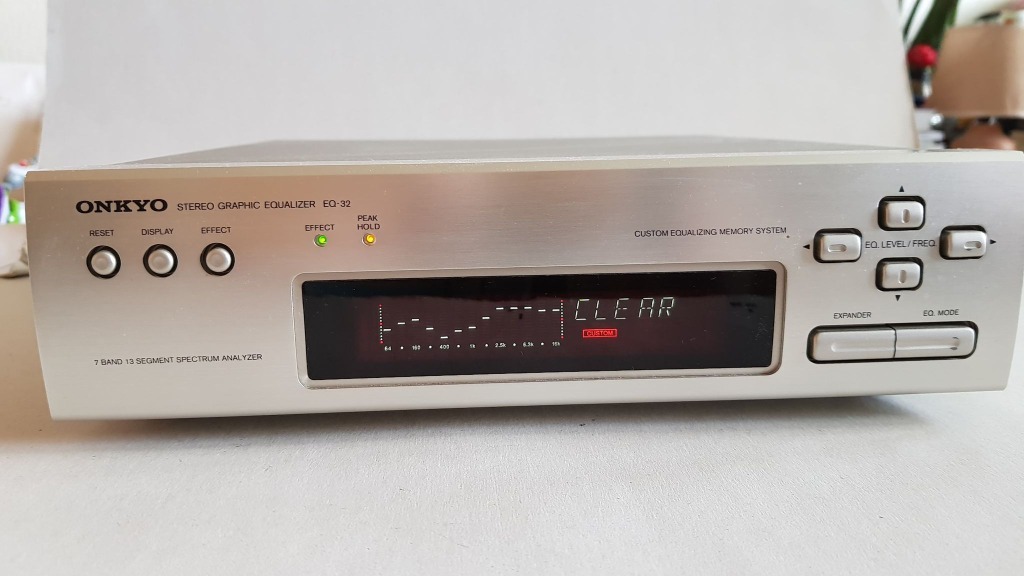 ONKYO STEREO GRAPHIC EQUALIZER EQ-32
RESET DISPLAY EFFECT
EFFECT PEAK HOLD
CUSTOM EQUALIZING MEMORY SYSTEM
EQ. LEVEL / FREQ.
CLEAR
CUSTOM
64 • 160 • 400 • 1k • 2.5k • 6.3k • 16k
EXPANDER EQ. MODE
7 BAND 13 SEGMENT SPECTRUM ANALYZER